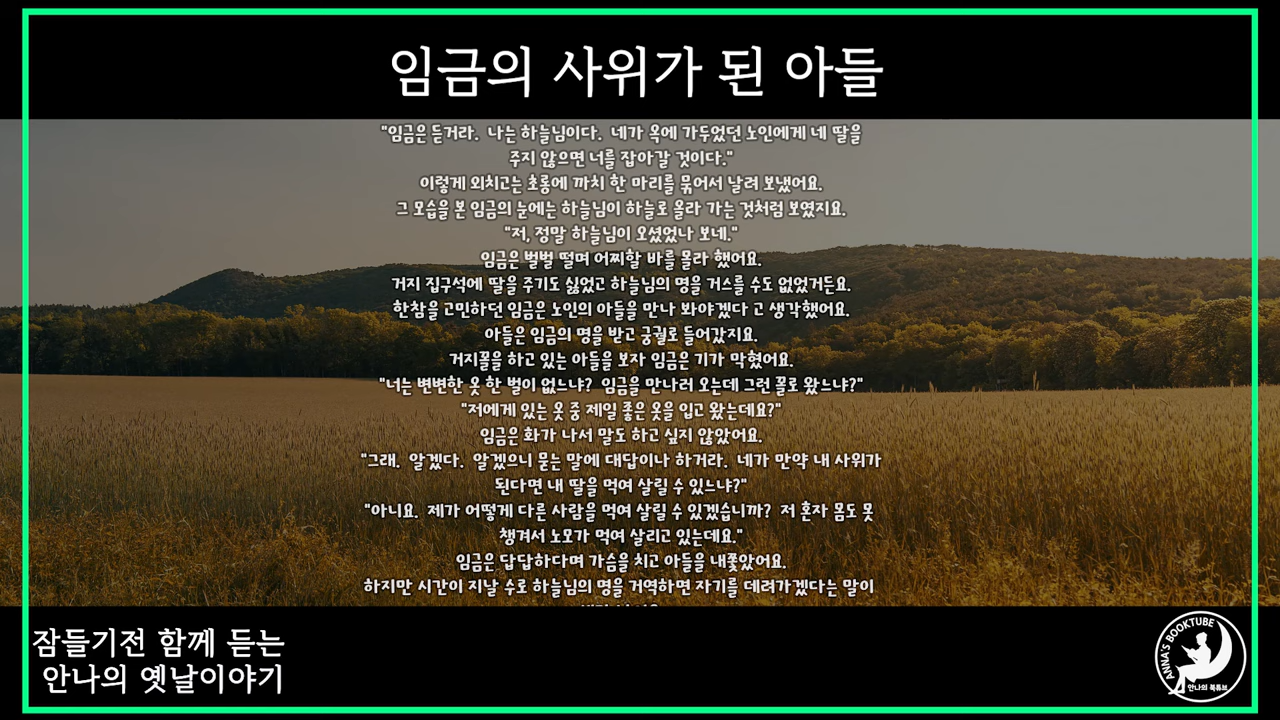 임금의 사위가 된 아들
"임금은 듣거라. 나는 하늘님이다. 네가 옥에 가두었던 노인에게 네 딸을
주지 않으면 너를 잡아갈 것이다."
이렇게 외치고는 초롱에 까치 한 마리를 묶어서 날려 보냈어요.
그 모습을 본 임금의 눈에는 하늘님이 하늘로 올라 가는 것처럼 보였지요.
"저, 정말 하늘님이 오셨었나 보네."
임금은 벌벌 떨며 어찌할 바를 몰라 했어요.
거지 집구석에 딸을 주기도 싫었고 하늘님의 명을 거스를 수도 없었거든요.
한참을 고민하던 임금은 노인의 아들을 만나 봐야겠다 고 생각했어요.
아들은 임금의 명을 받고 궁궐로 들어갔지요.
거지꼴을 하고 있는 아들을 보자 임금은 기가 막혔어요.
"너는 변변한 옷 한 벌이 없느냐? 임금을 만나러 오는데 그런 꼴로 왔느냐?"
"저에게 있는 옷 중 제일 좋은 옷을 입고 왔는데요?"
임금은 화가 나서 말도 하고 싶지 않았어요.
"그래. 알겠다. 알겠으니 묻는 말에 대답이나 하거라. 네가 만약 내 사위가
된다면 내 딸을 먹여 살릴 수 있느냐?"
"아니요. 제가 어떻게 다른 사람을 먹여 살릴 수 있겠습니까? 저 혼자 몸도 못
챙겨서 노모가 먹여 살리고 있는데요."
임금은 답답하다며 가슴을 치고 아들을 내쫓았어요.
하지만 시간이 지날 수로 하늘님의 명을 거역하면 자기를 데려가겠다는 말이
잠들기전 함께 듣는
안나의 옛날이야기
ANNA'S BOOKTUBE
안나의 북튜브